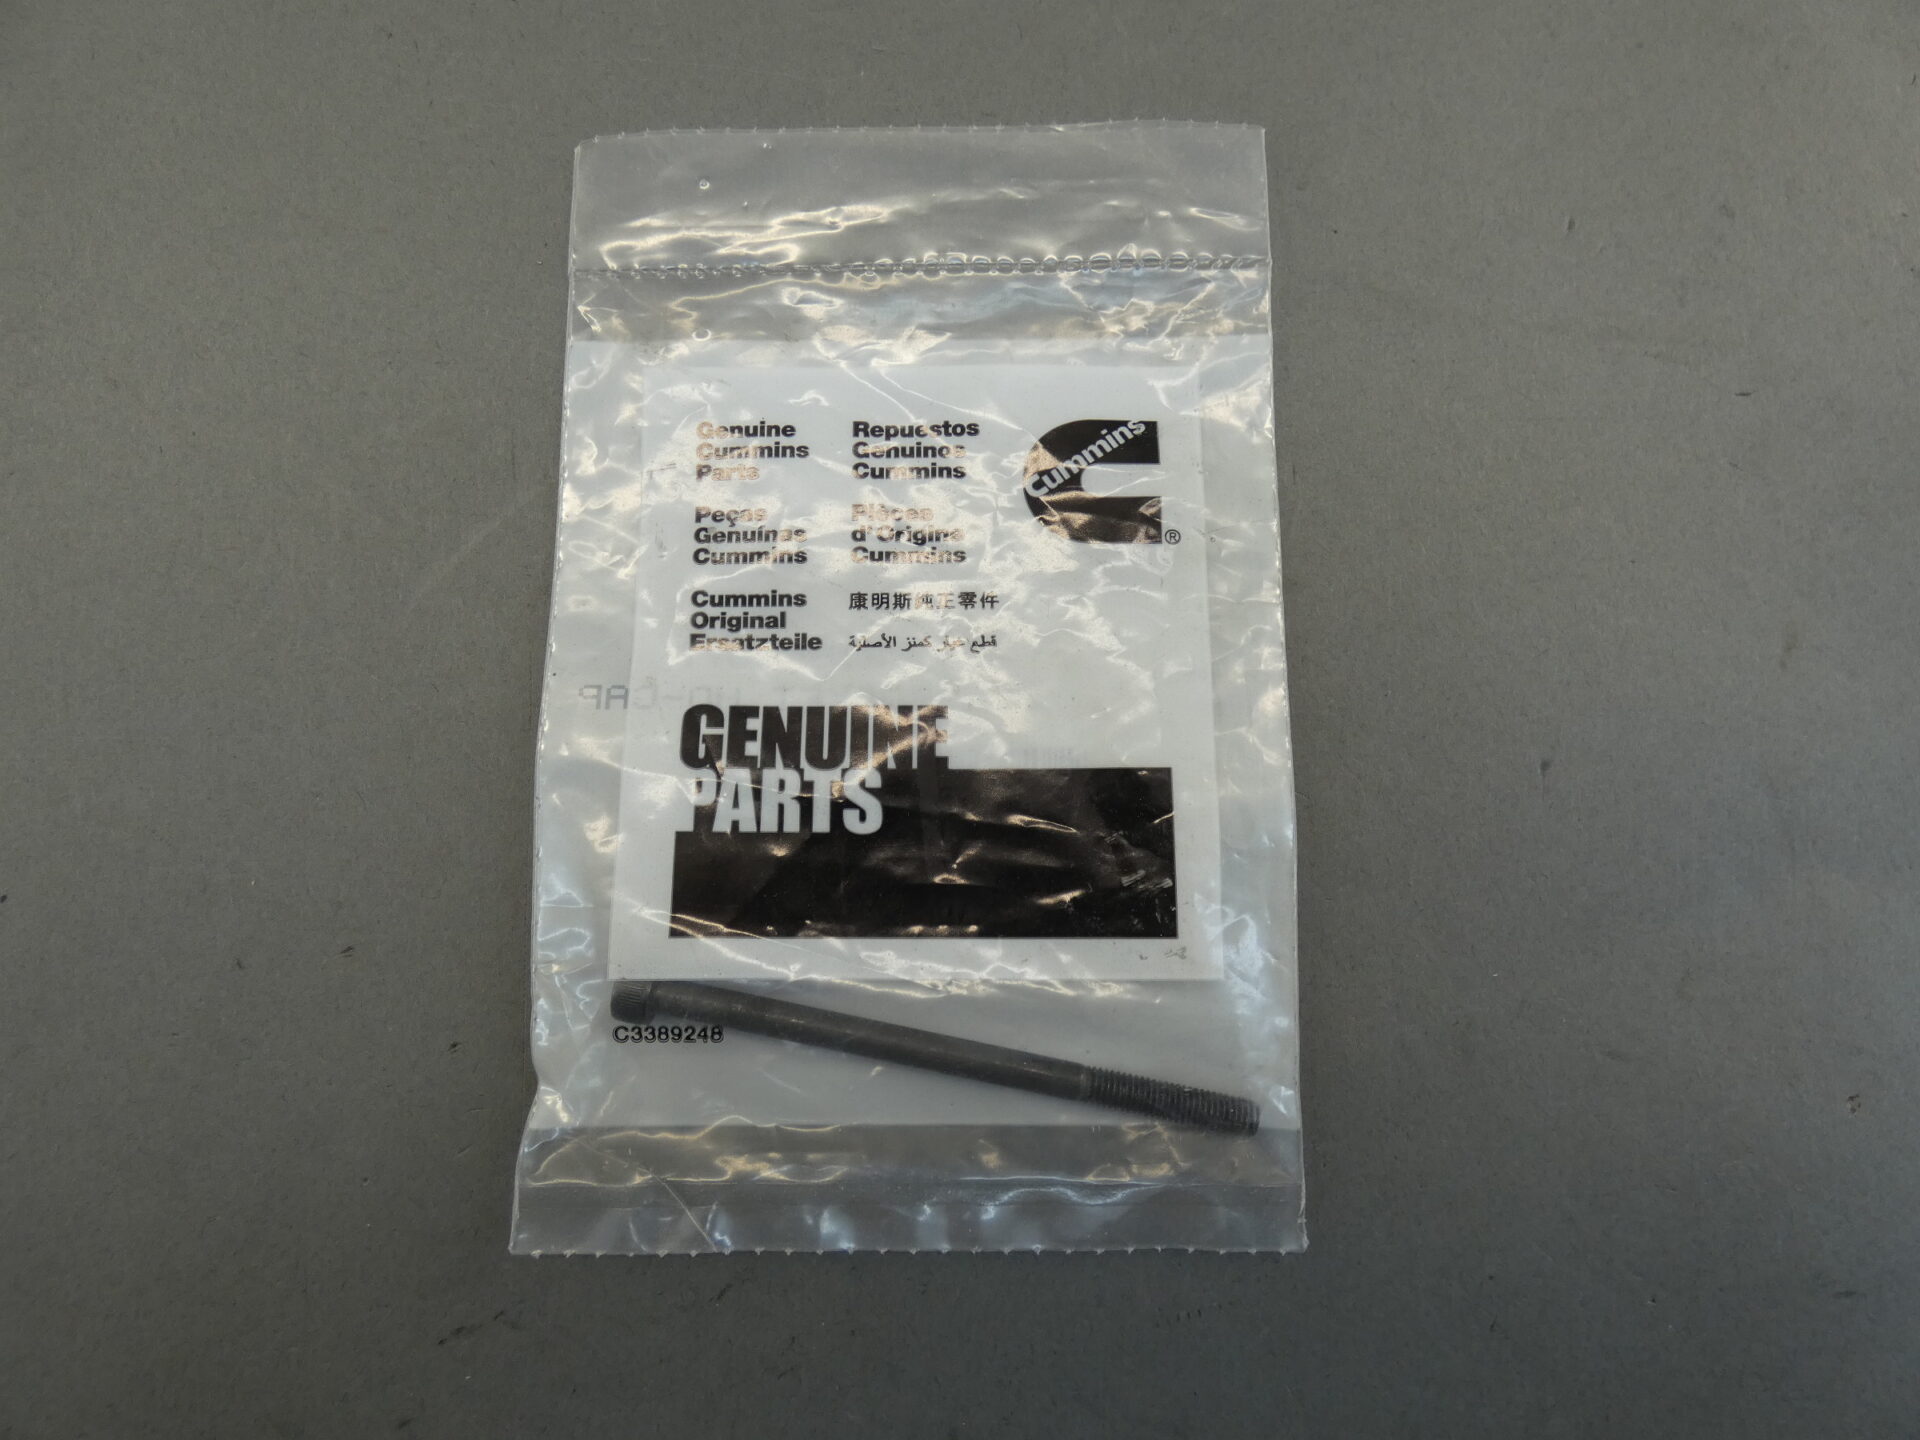 Genuine
Cummins
Parts
Repuestos
Genuinos
Cummins
Cummins
®
Peças
Genuínas
Cummins
Pièces
d'Origine
Cummins
Cummins
Original
Ersatzteile
康明斯纯正零件
قطع غيار كمنز الأصلية
GENUINE
PARTS
C3389248